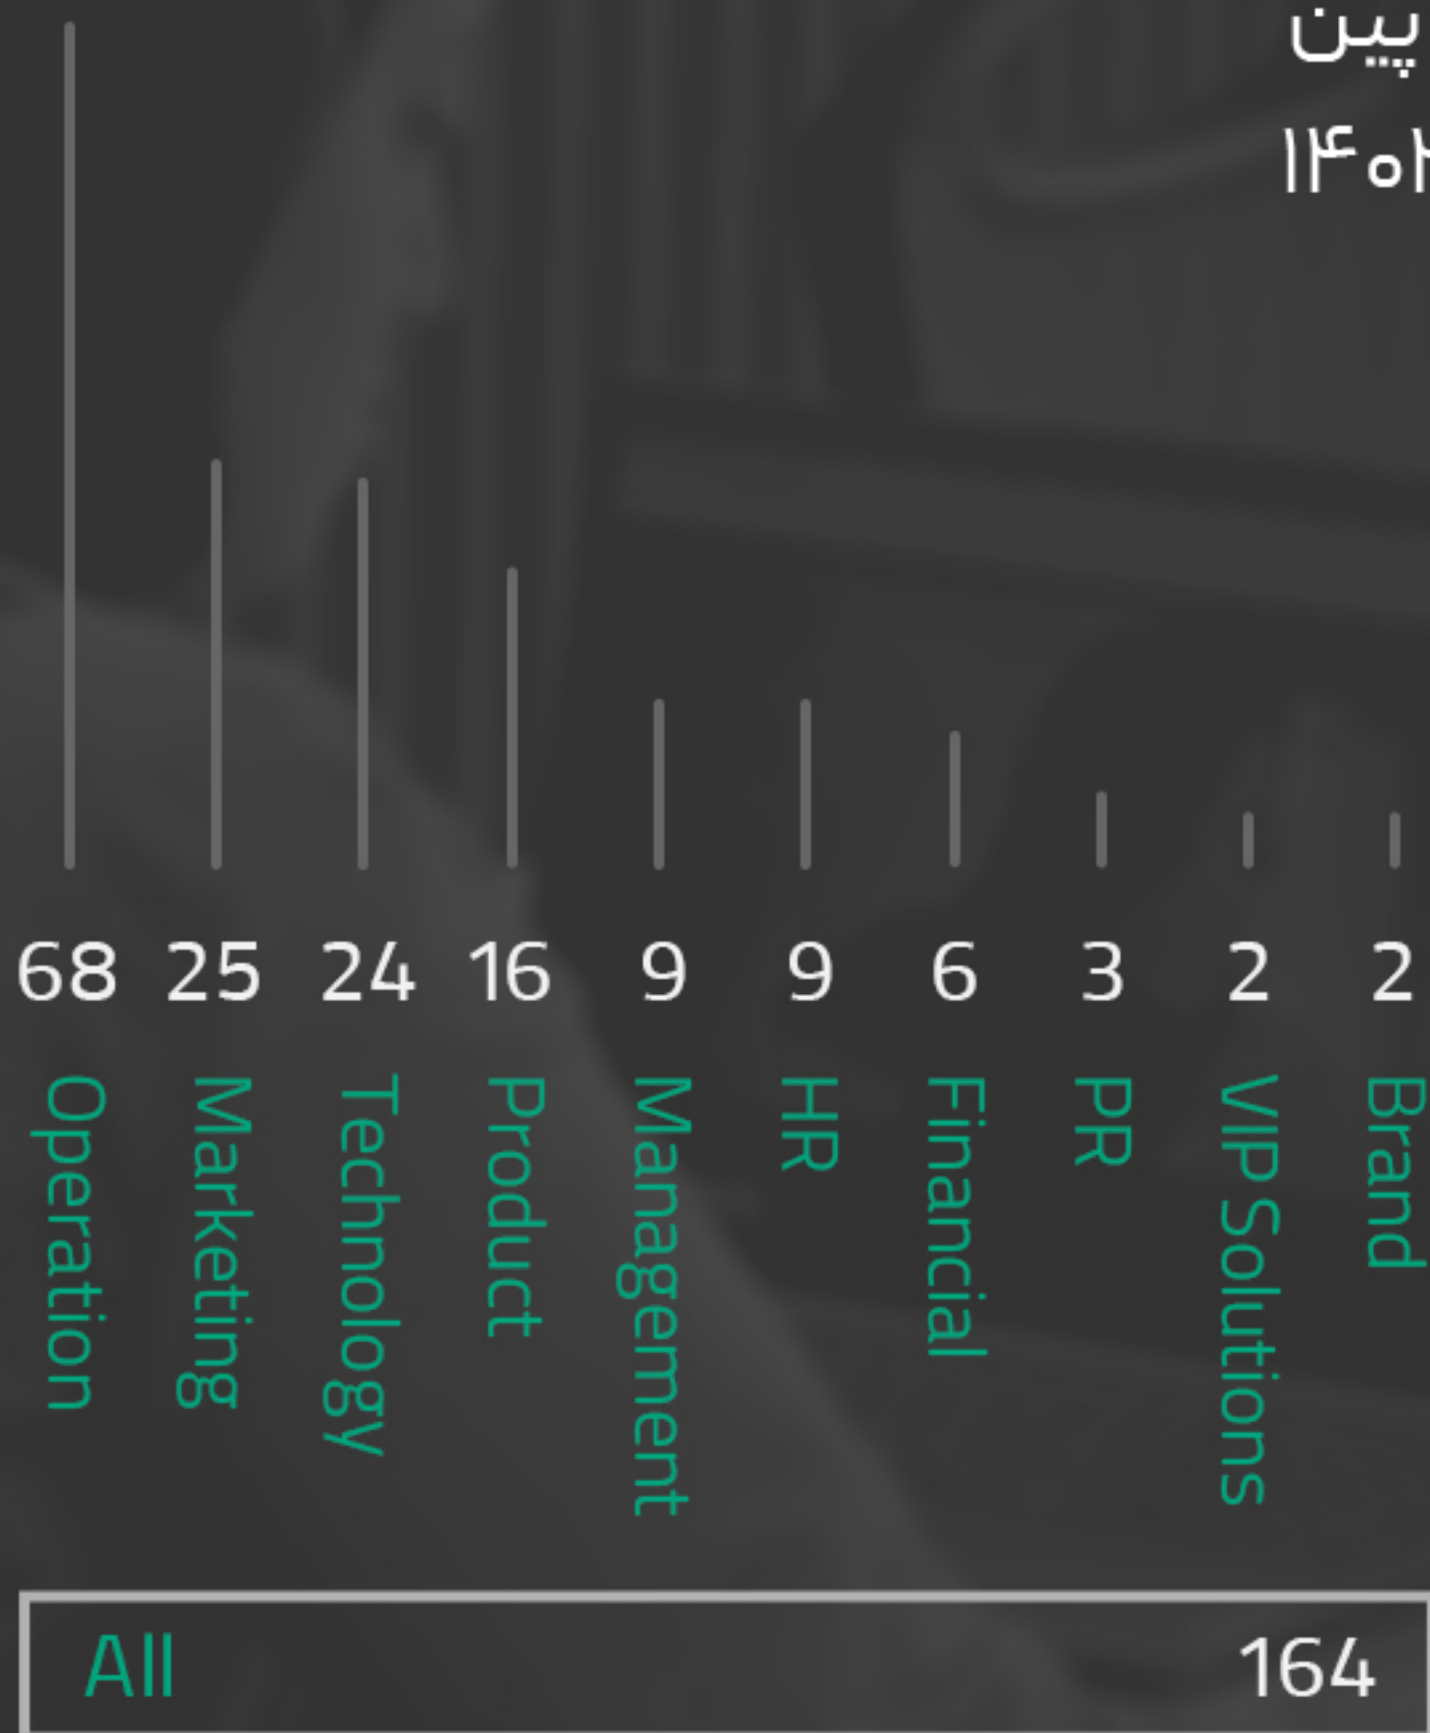 پین
68 25 24 16 9 9 6 3 2 2
Operation
Marketing
Technology
Product
Management
HR
Financial
PR
VIP Solutions
Brand
All 164